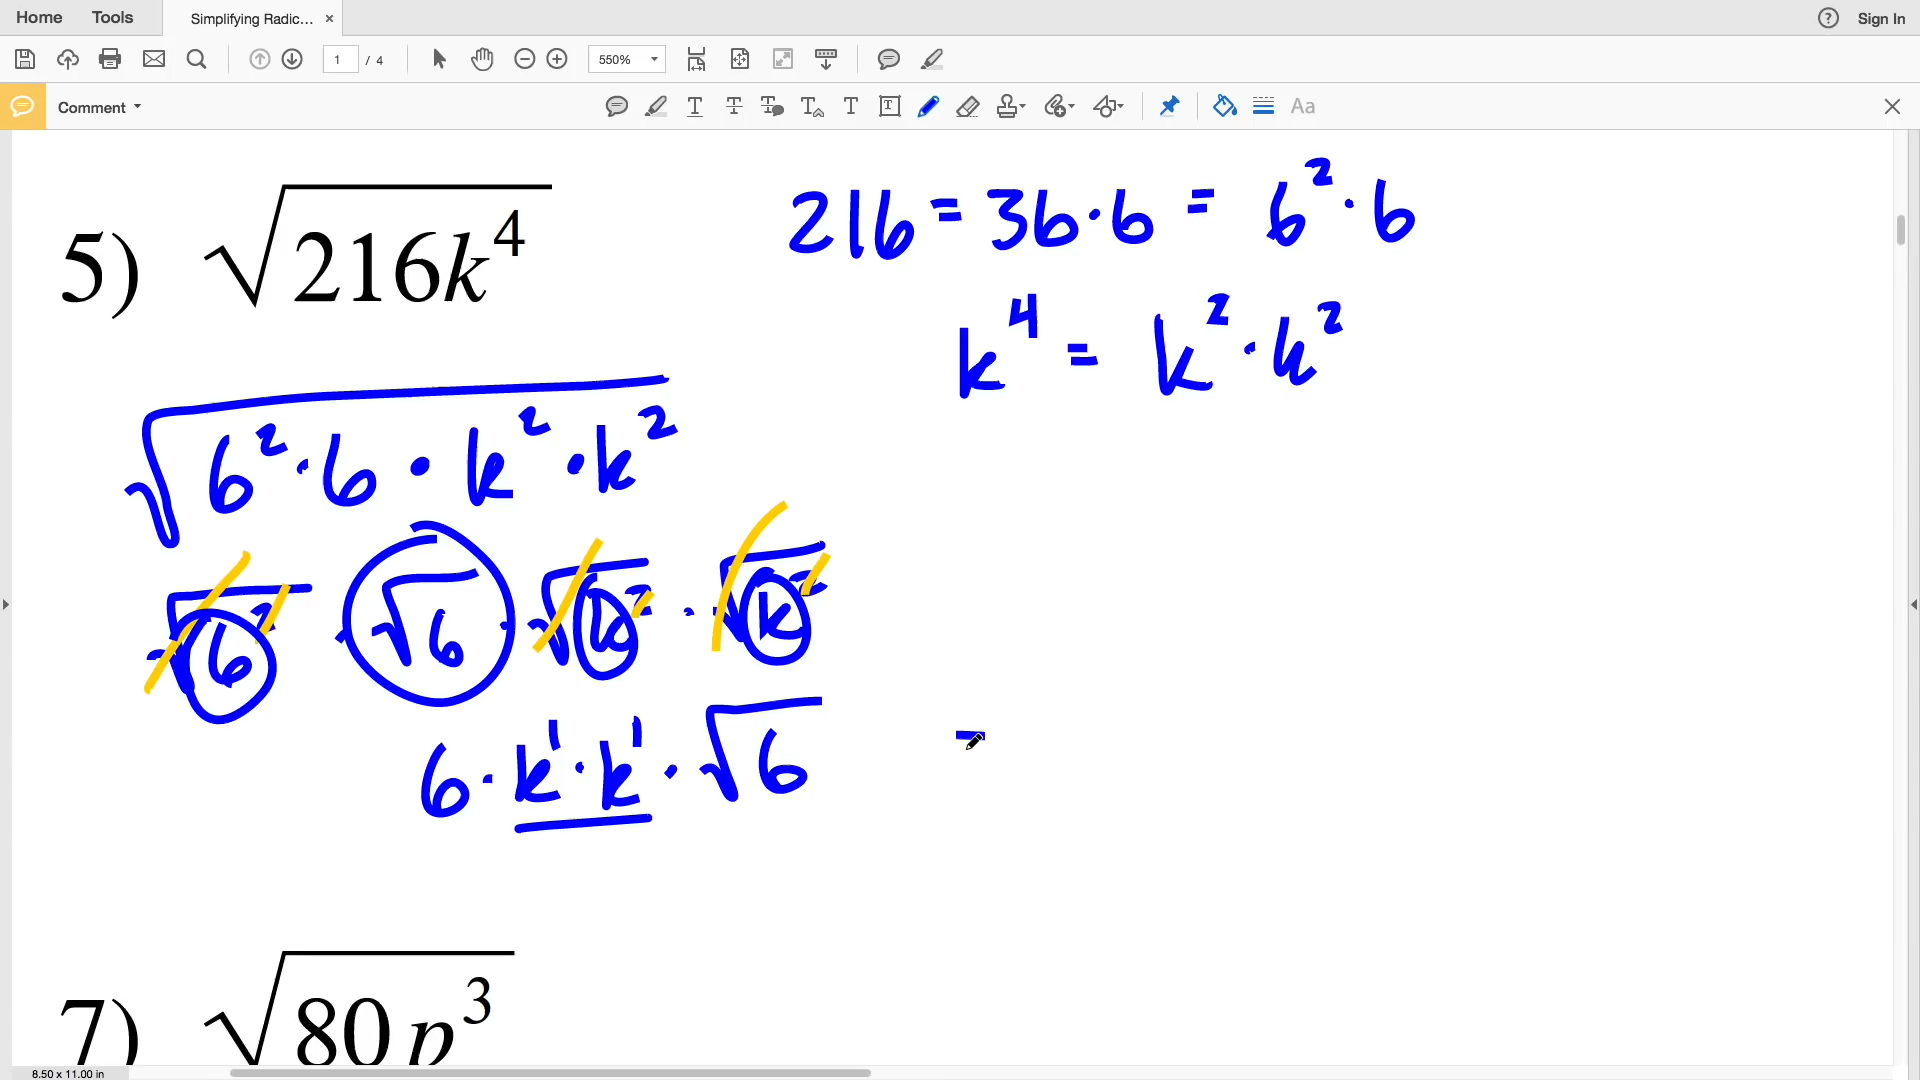 Home Tools Simplifying Radic... × ? Sign In
1 / 4 550%
Comment T T T T T T Aa
5) √216k⁴
216 = 36·6 = 6²·6
k⁴ = k²·k²
√6²·6·k²·k²
√6² · √6 · √k² · √k²
6·k¹·k¹·√6
7) √80p³
8.50 x 11.00 in